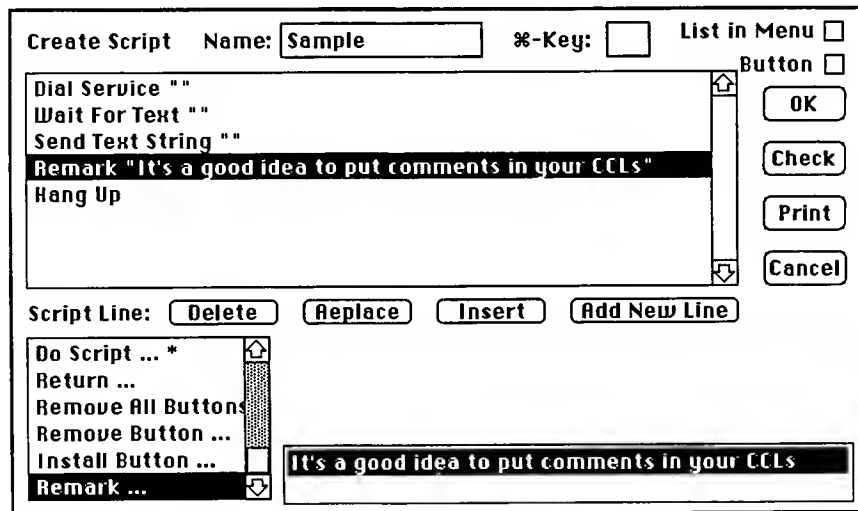 Create Script Name: Sample ⌘-Key: List in Menu
Button
Dial Service ""
Wait For Text ""
Send Text String ""
Remark "It's a good idea to put comments in your CCLs"
Hang Up
OK
Check
Print
Cancel
Script Line: Delete Replace Insert Add New Line
Do Script ... *
Return ...
Remove All Buttons
Remove Button ...
Install Button ...
Remark ...
It's a good idea to put comments in your CCLs